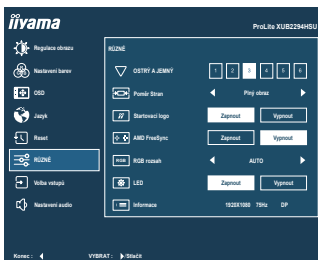 iiyama
ProLite XUB2294HSU
Regulace obrazu
Nastavení barev
OSD
Jazyk
Reset
RŮZNÉ
Volba vstupů
Nastavení audio
RŮZNÉ
OSTRÝ A JEMNÝ 1 2 3 4 5 6
Poměr Stran Plný obraz
Startovací logo Zapnout Vypnout
AMD FreeSync Zapnout Vypnout
RGB RGB rozsah AUTO
LED Zapnout Vypnout
Informace 1920X1080 75Hz DP
Konec : VYBRAT : /Stlačit